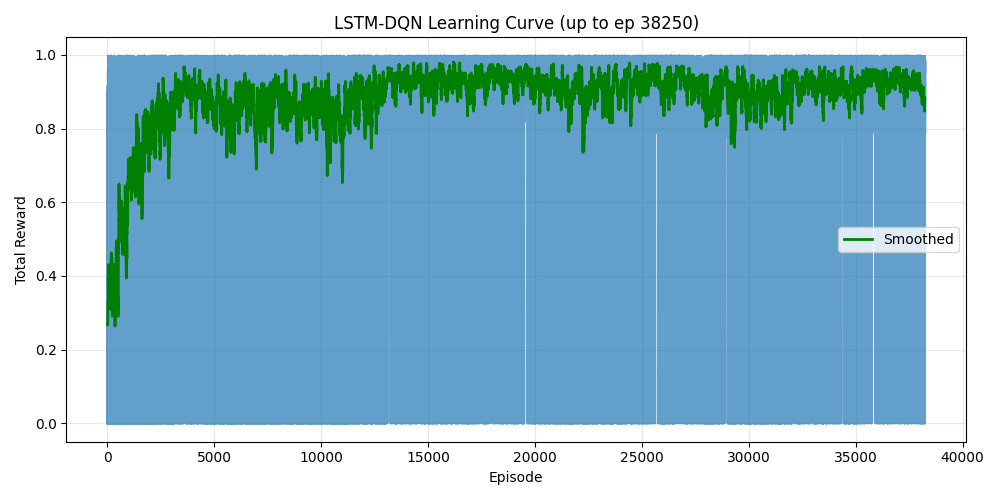 LSTM-DQN Learning Curve (up to ep 38250)
1.0
0.8
0.6
0.4
0.2
0.0
Total Reward
Smoothed
0 5000 10000 15000 20000 25000 30000 35000 40000
Episode